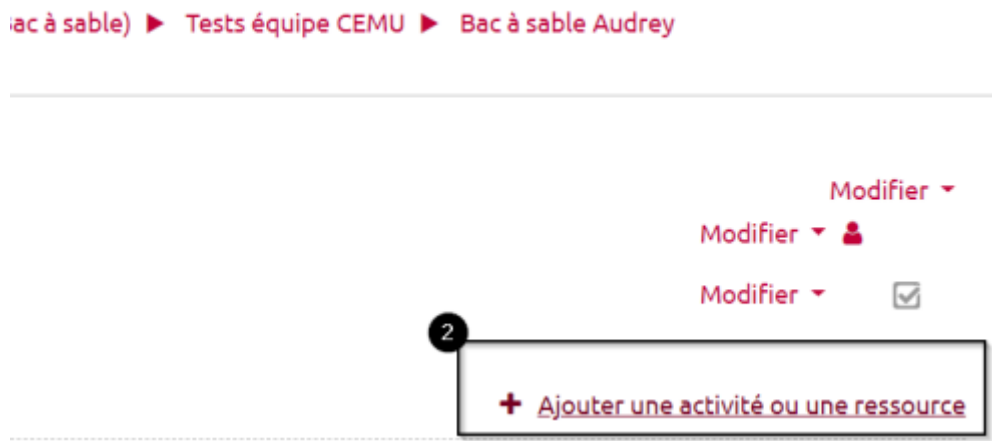 ac à sable) ▶ Tests équipe CEMU ▶ Bac à sable Audrey
Modifier
Modifier
Modifier
2
+ Ajouter une activité ou une ressource